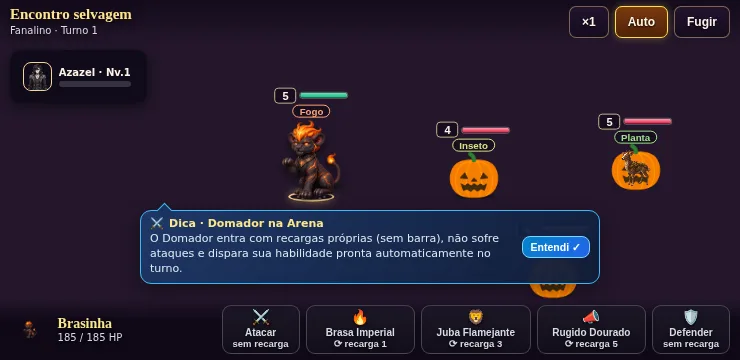 Encontro selvagem
Fanalino · Turno 1
×1
Auto
Fugir
Azazel · Nv.1
5
Fogo
4
Inseto
5
Planta
⚔️ Dica · Domador na Arena
O Domador entra com recargas próprias (sem barra), não sofre
ataques e dispara sua habilidade pronta automaticamente no
turno.
Entendi ✓
Brasinha
185 / 185 HP
Atacar
sem recarga
Brasa Imperial
⟳ recarga 1
Juba Flamejante
⟳ recarga 3
Rugido Dourado
⟳ recarga 5
Defender
sem recarga